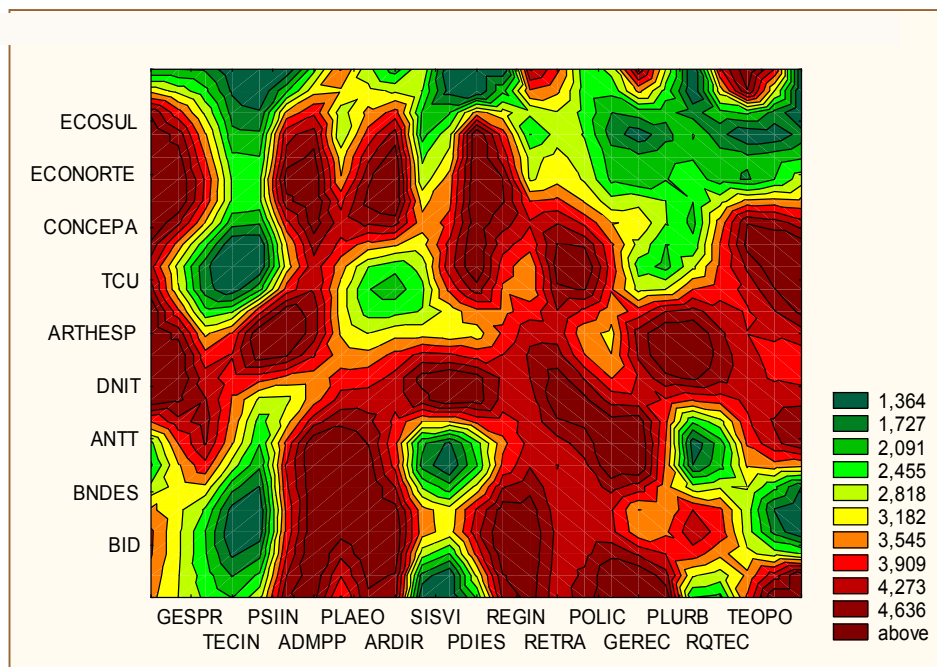 ECOSUL
ECONORTE
CONCEPA
TCU
ARTHESP
DNIT
ANTT
BNDES
BID
1,364
1,727
2,091
2,455
2,818
3,182
3,545
3,909
4,273
4,636
above
GESPR PSIIN PLAEO SISVI REGIN POLIC PLURB TEOPO
TECIN ADMPP ARDIR PDIES RETRA GEREC RQTEC